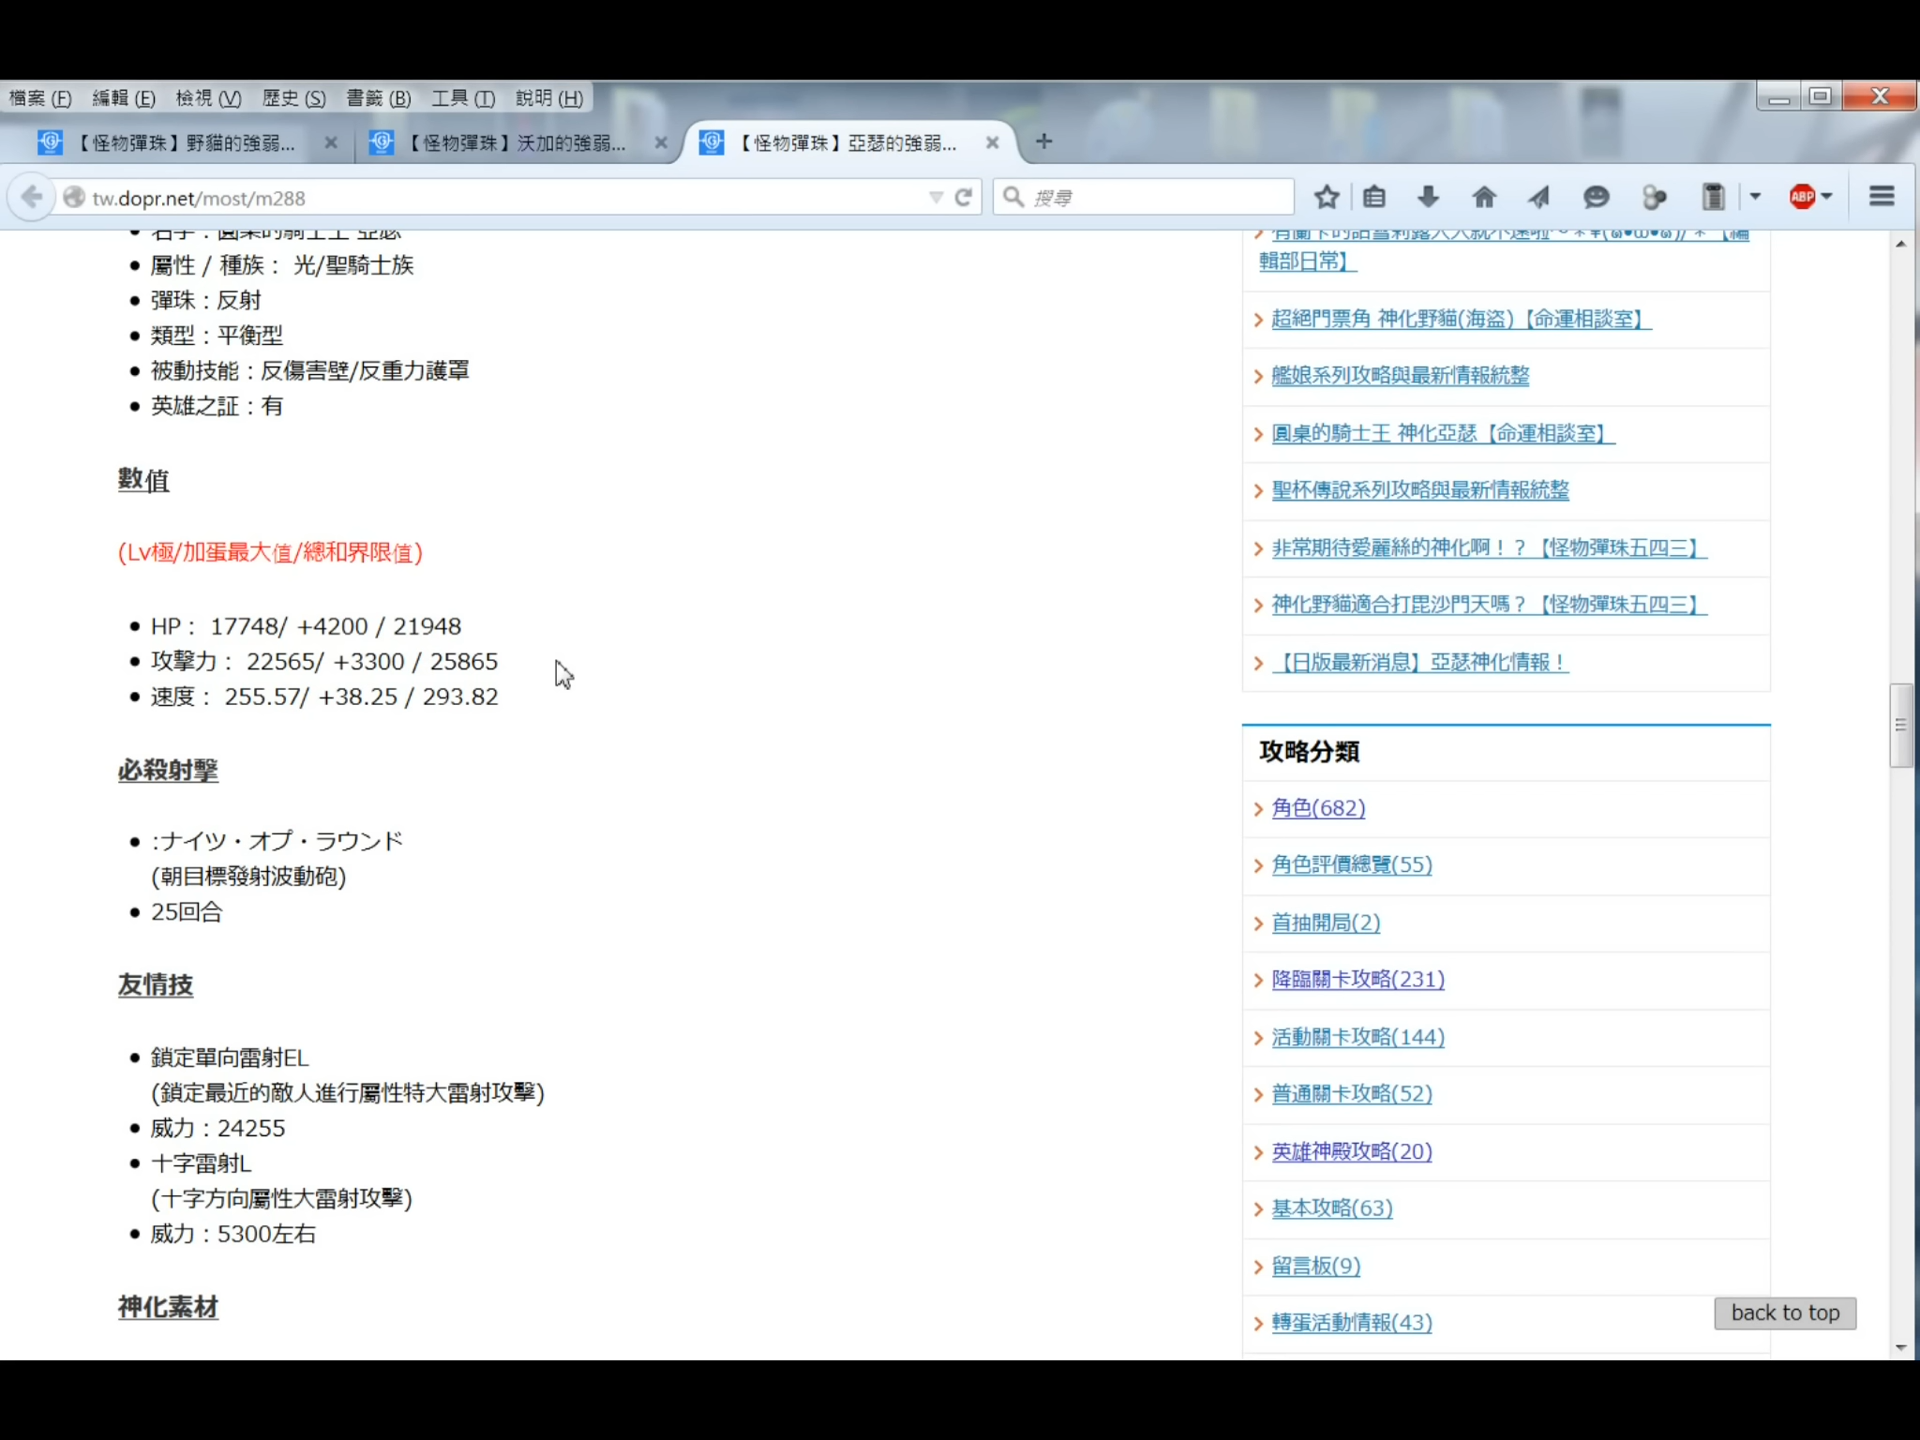 檔案 (F) 編輯 (E) 檢視 (V) 歷史 (S) 書籤 (B) 工具 (T) 說明 (H)
【怪物彈珠】野貓的強弱... 【怪物彈珠】沃加的強弱... 【怪物彈珠】亞瑟的強弱...
tw.dopr.net/most/m288 搜尋 ABP
屬性 / 種族： 光/聖騎士族
彈珠：反射
類型：平衡型
被動技能：反傷害壁/反重力護罩
英雄之証：有
數值
(Lv極/加蛋最大值/總和界限值)
HP： 17748/ +4200 / 21948
攻擊力： 22565/ +3300 / 25865
速度： 255.57/ +38.25 / 293.82
必殺射擊
:ナイツ・オブ・ラウンド
(朝目標發射波動砲)
25回合
友情技
鎖定單向雷射EL
(鎖定最近的敵人進行屬性特大雷射攻擊)
威力：24255
十字雷射L
(十字方向屬性大雷射攻擊)
威力：5300左右
神化素材
輯部日常】
超絕門票角 神化野貓(海盜)【命運相談室】
艦娘系列攻略與最新情報統整
圓桌的騎士王 神化亞瑟【命運相談室】
聖杯傳說系列攻略與最新情報統整
非常期待愛麗絲的神化啊！？【怪物彈珠五四三】
神化野貓適合打毘沙門天嗎？【怪物彈珠五四三】
【日版最新消息】亞瑟神化情報！
攻略分類
角色(682)
角色評價總覽(55)
首抽開局(2)
降臨關卡攻略(231)
活動關卡攻略(144)
普通關卡攻略(52)
英雄神殿攻略(20)
基本攻略(63)
留言板(9)
轉蛋活動情報(43)
back to top